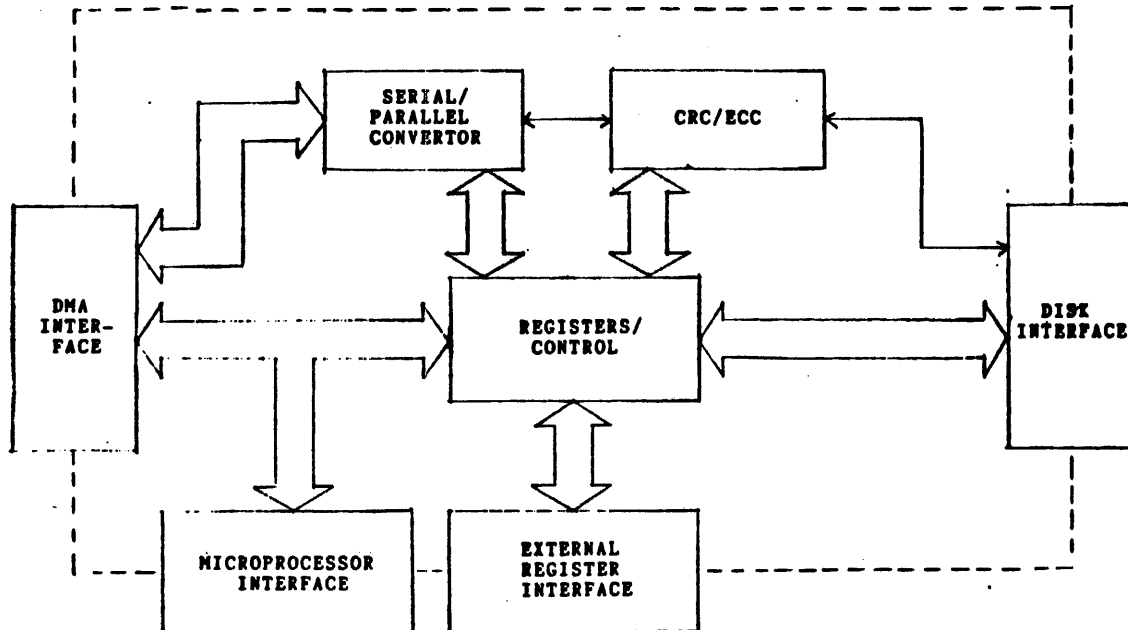 SERIAL/
PARALLEL
CONVERTOR
CRC/ECC
DMA
INTER-
FACE
REGISTERS/
CONTROL
DISK
INTERFACE
MICROPROCESSOR
INTERFACE
EXTERNAL
REGISTER
INTERFACE